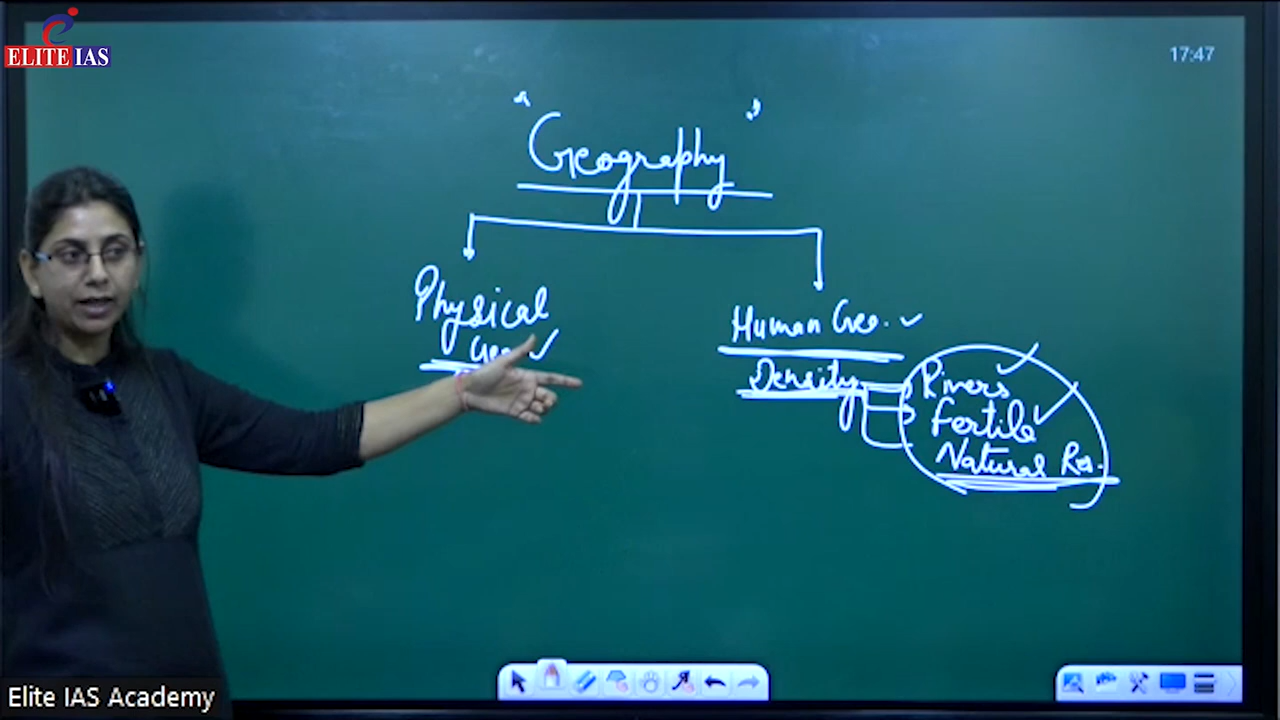 ELITE IAS
17:47
"Geography"
Physical
Geo.
Human Geo.
Density
Rivers
Fertile
Natural Res.
Elite IAS Academy